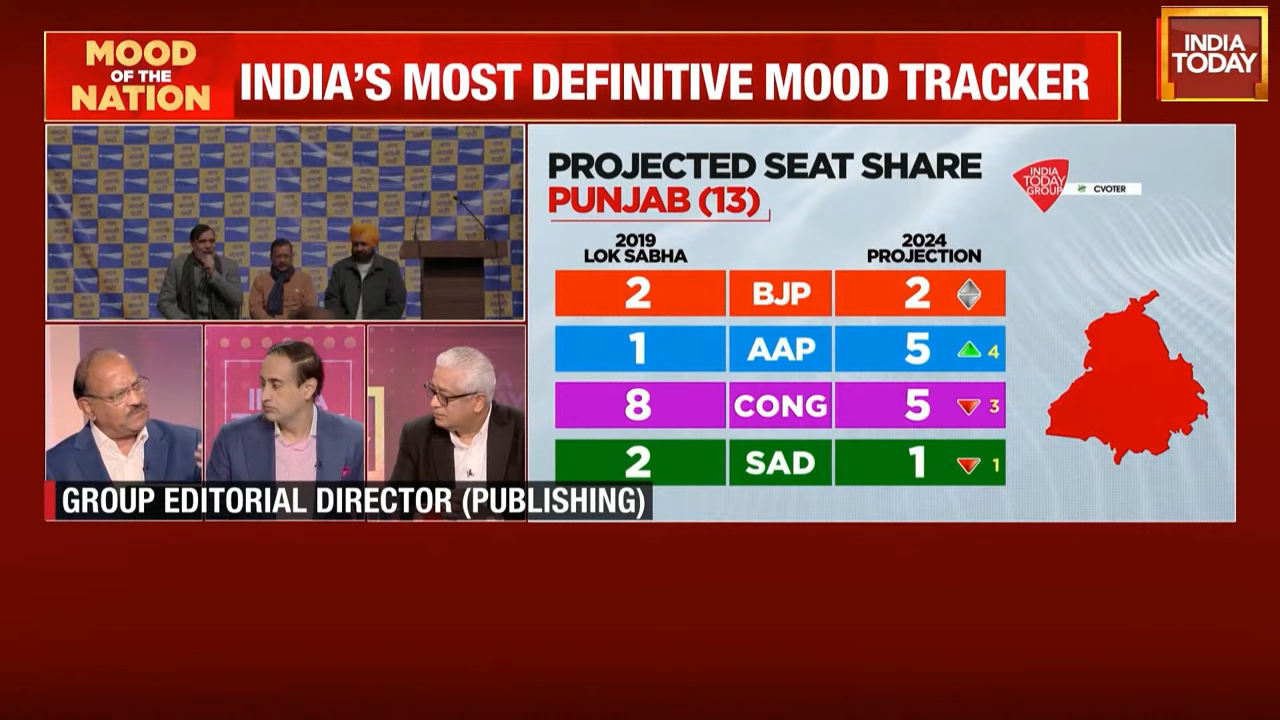 MOOD
OF THE
NATION
INDIA'S MOST DEFINITIVE MOOD TRACKER
INDIA
TODAY
PROJECTED SEAT SHARE
PUNJAB (13)
INDIA
TODAY
GROUP
CVOTER
2019
LOK SABHA
2024
PROJECTION
2 BJP 2
1 AAP 5 4
8 CONG 5 3
2 SAD 1 1
GROUP EDITORIAL DIRECTOR (PUBLISHING)